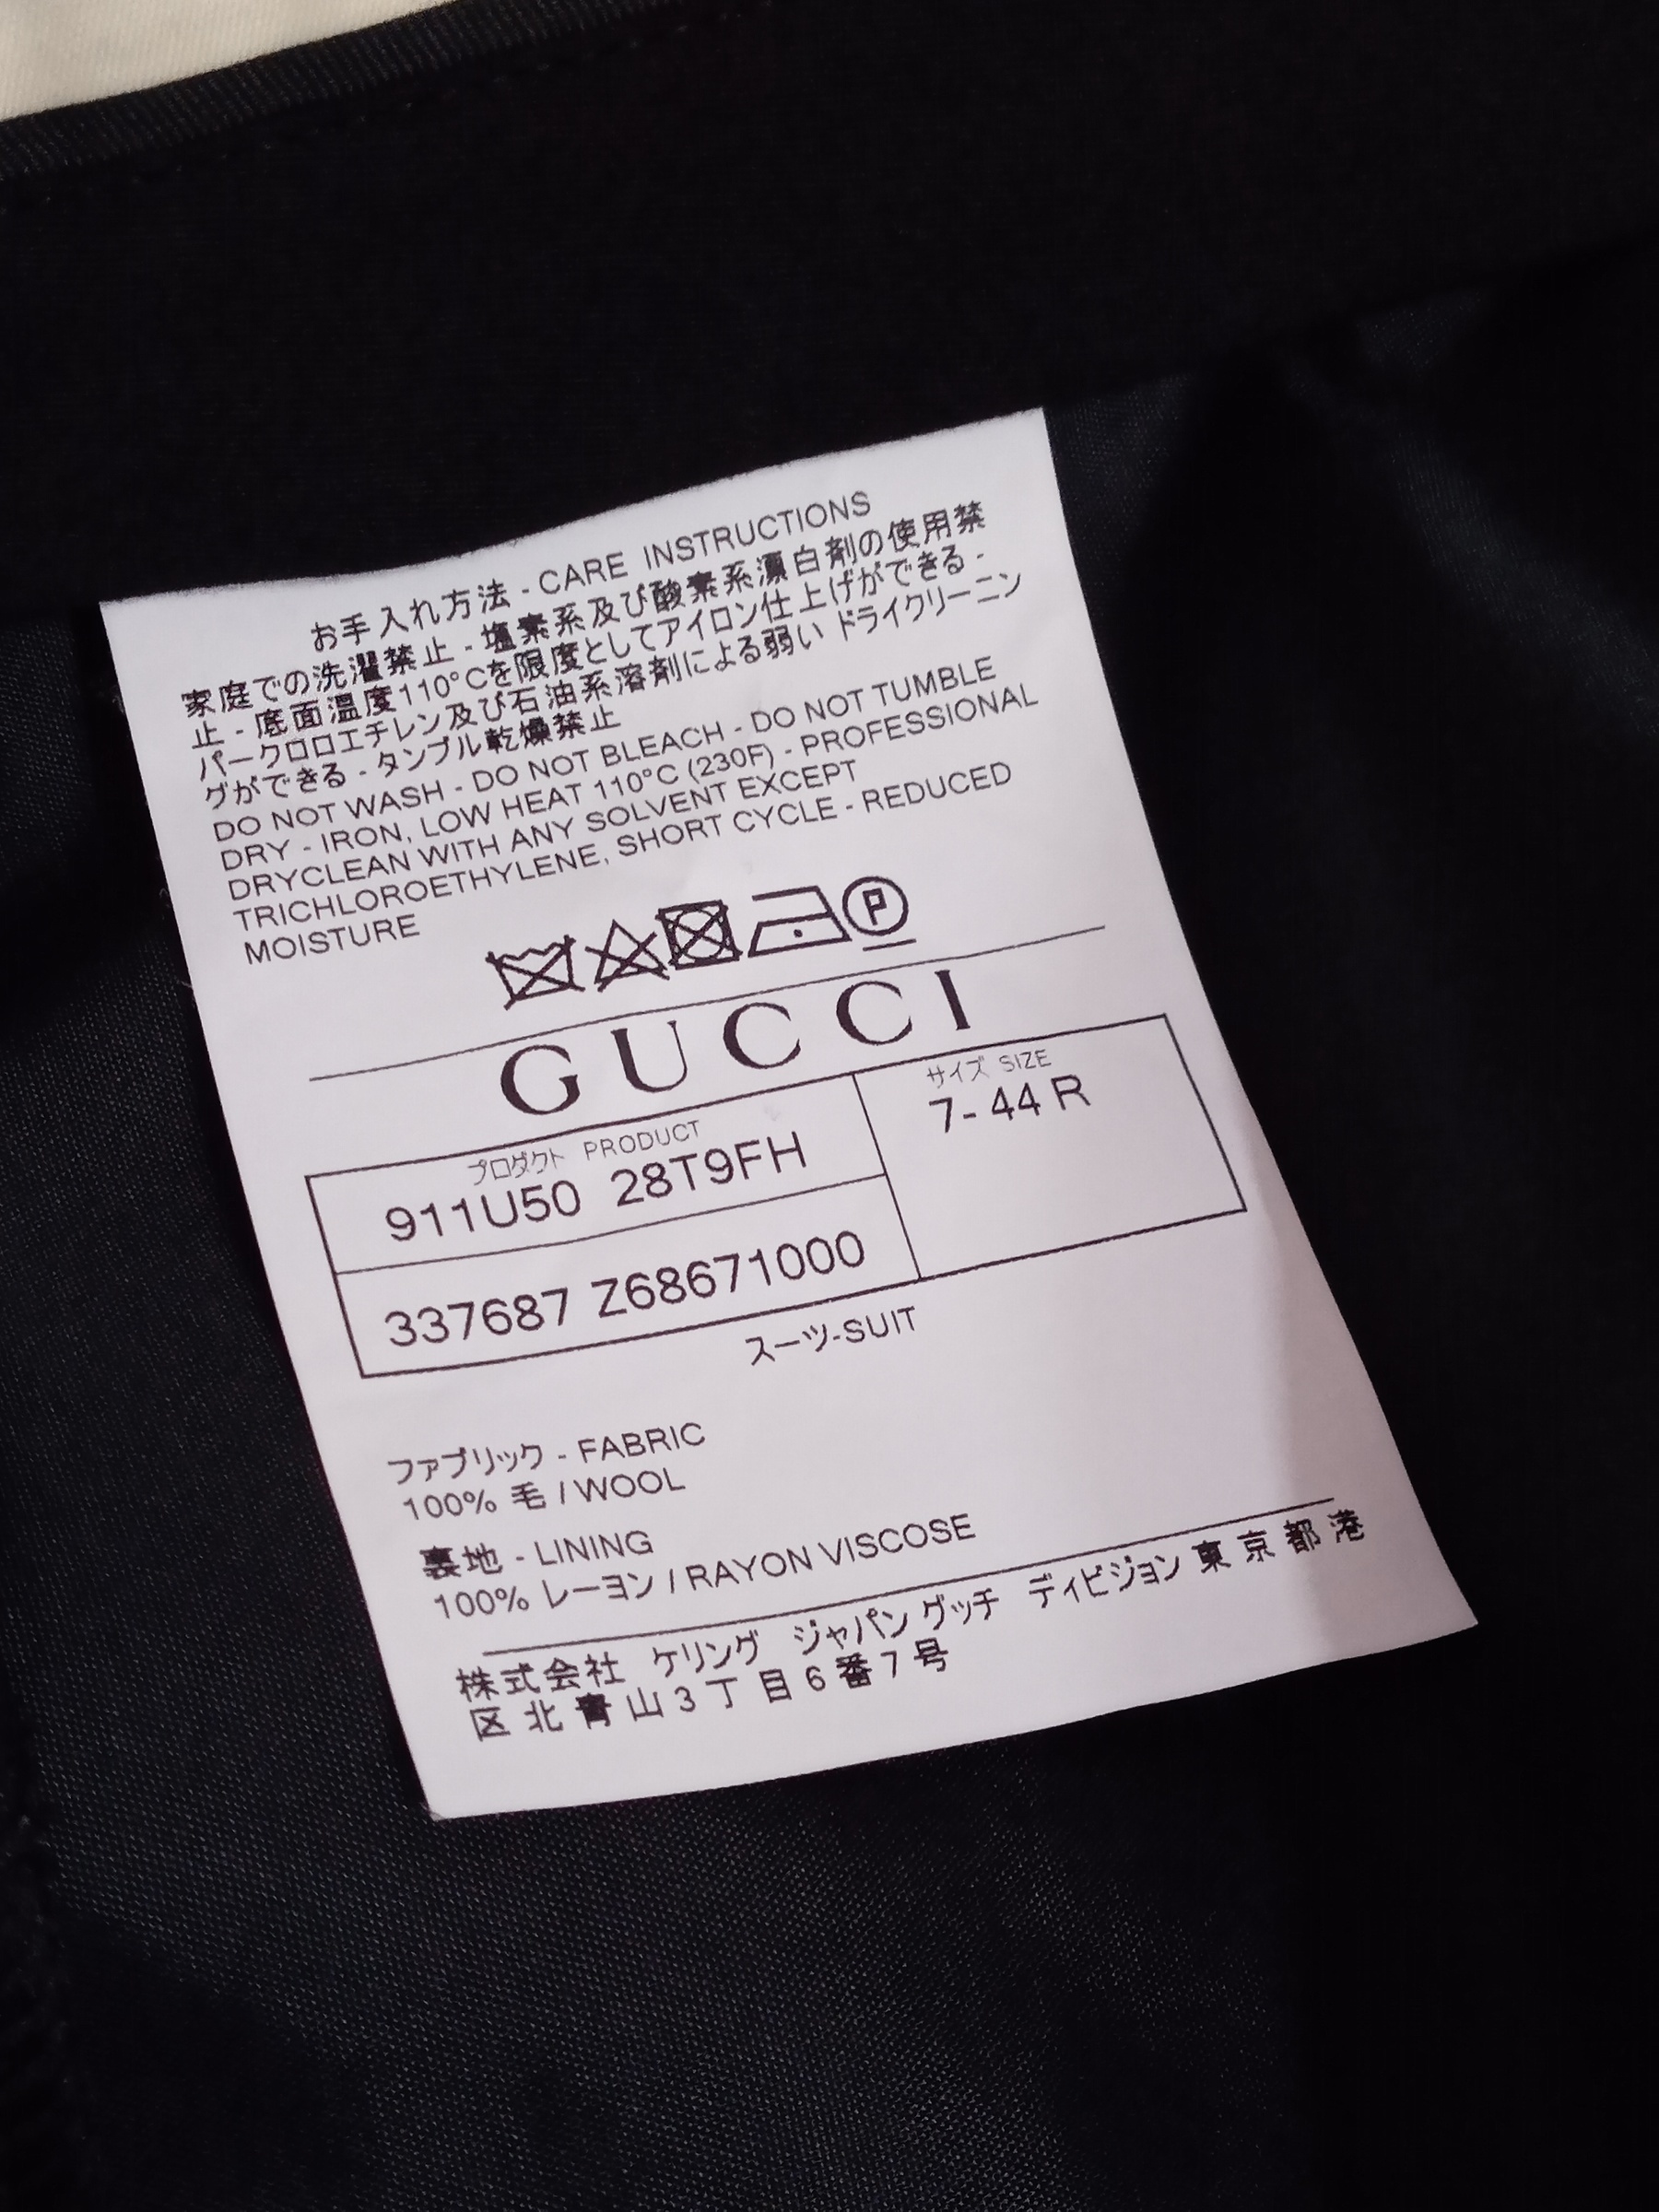 お手入れ方法 - CARE INSTRUCTIONS
家庭での洗濯禁止 - 塩素系及び酸素系漂白剤の使用禁
止 - 底面温度110°Cを限度としてアイロン仕上げができる -
パークロロエチレン及び石油系溶剤による弱い ドライクリーニン
グができる - タンブル乾燥禁止
DO NOT WASH - DO NOT BLEACH - DO NOT TUMBLE
DRY - IRON, LOW HEAT 110°C (230F) - PROFESSIONAL
DRYCLEAN WITH ANY SOLVENT EXCEPT
TRICHLOROETHYLENE, SHORT CYCLE - REDUCED
MOISTURE
P
GUCCI
プロダクト PRODUCT
911U50 28T9FH
サイズ SIZE
7- 44 R
337687 Z68671000
スーツ-SUIT
ファブリック - FABRIC
100% 毛 / WOOL
裏地 - LINING
100% レーヨン / RAYON VISCOSE
株式会社 ケリング ジャパン グッチ ディビジョン 東京都港
区北青山3丁目6番7号